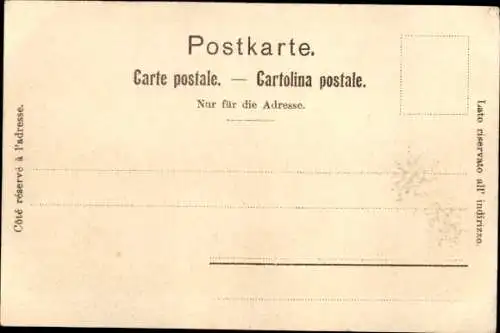 Postkarte.
Carte postale. — Cartolina postale.
Nur für die Adresse.
Côté réservé à l'adresse.
Lato riservato all' indirizzo.